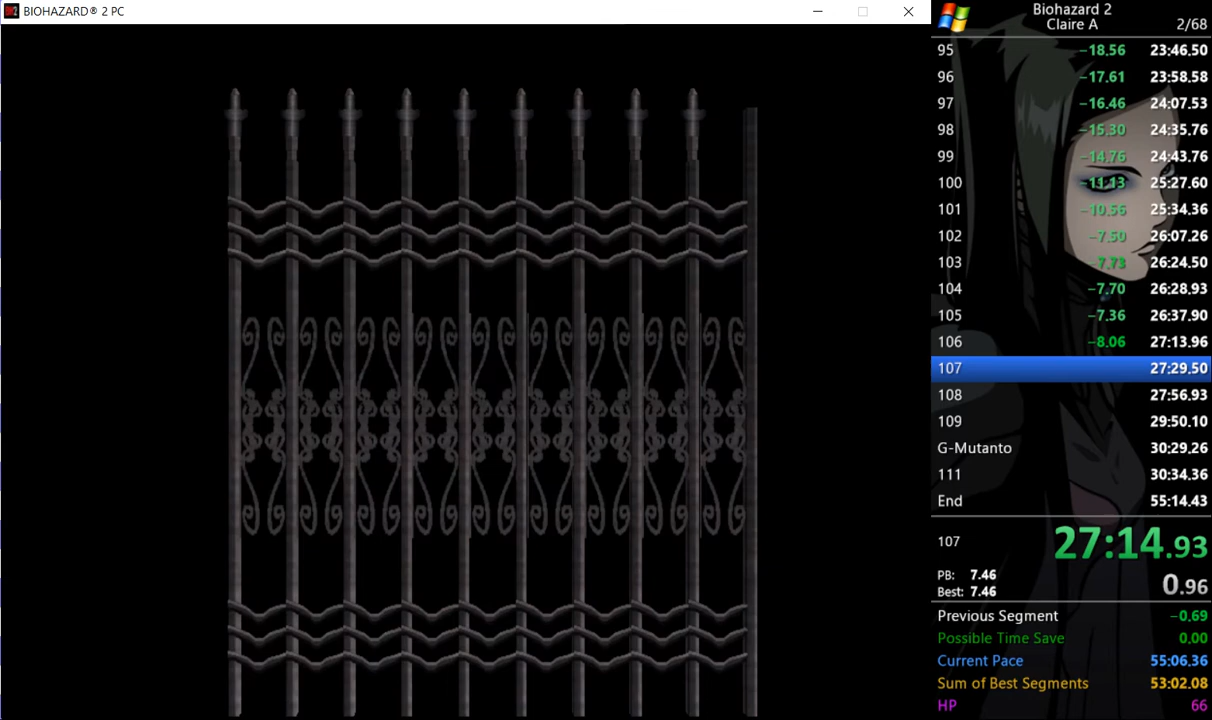 BIOHAZARD® 2 PC
Biohazard 2
Claire A 2/68
95 -18.56 23:46.50
96 -17.61 23:58.58
97 -16.46 24:07.53
98 -15.30 24:35.76
99 -14.76 24:43.76
100 -11.13 25:27.60
101 -10.56 25:34.36
102 -7.50 26:07.26
103 -7.73 26:24.50
104 -7.70 26:28.93
105 -7.36 26:37.90
106 -8.06 27:13.96
107 27:29.50
108 27:56.93
109 29:50.10
G-Mutanto 30:29.26
111 30:34.36
End 55:14.43
107 27:14.93
PB: 7.46
Best: 7.46 0.96
Previous Segment -0.69
Possible Time Save 0.00
Current Pace 55:06.36
Sum of Best Segments 53:02.08
HP 66